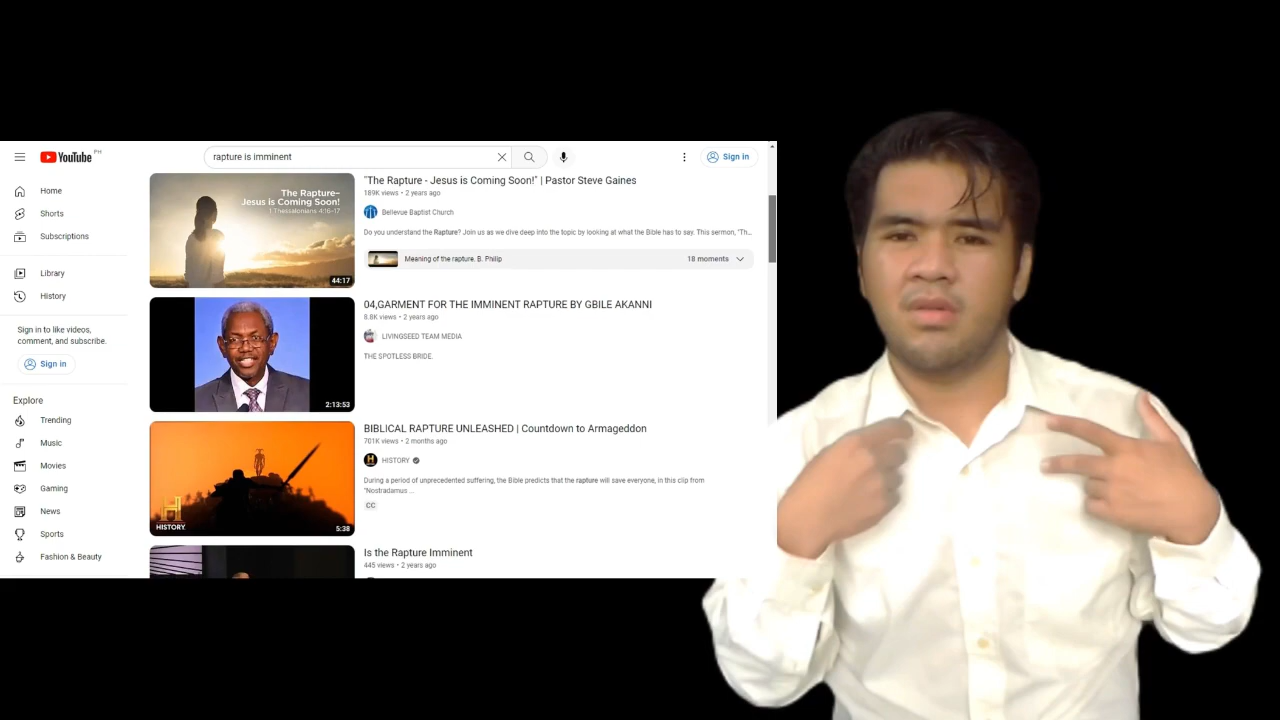 YouTube PH
rapture is imminent
Sign in
Home
Shorts
Subscriptions
Library
History
Sign in to like videos,
comment, and subscribe.
Sign in
Explore
Trending
Music
Movies
Gaming
News
Sports
Fashion & Beauty
The Rapture–
Jesus is Coming Soon!
1 Thessalonians 4:16-17
44:17
"The Rapture - Jesus is Coming Soon!" | Pastor Steve Gaines
189K views • 2 years ago
Bellevue Baptist Church
Do you understand the Rapture? Join us as we dive deep into the topic by looking at what the Bible has to say. This sermon, "Th...
Meaning of the rapture. B. Philip
18 moments
2:13:53
04,GARMENT FOR THE IMMINENT RAPTURE BY GBILE AKANNI
8.8K views • 2 years ago
LIVINGSEED TEAM MEDIA
THE SPOTLESS BRIDE.
H
HISTORY.
5:38
BIBLICAL RAPTURE UNLEASHED | Countdown to Armageddon
701K views • 2 months ago
HISTORY
During a period of unprecedented suffering, the Bible predicts that the rapture will save everyone, in this clip from
"Nostradamus ...
CC
Is the Rapture Imminent
445 views • 2 years ago